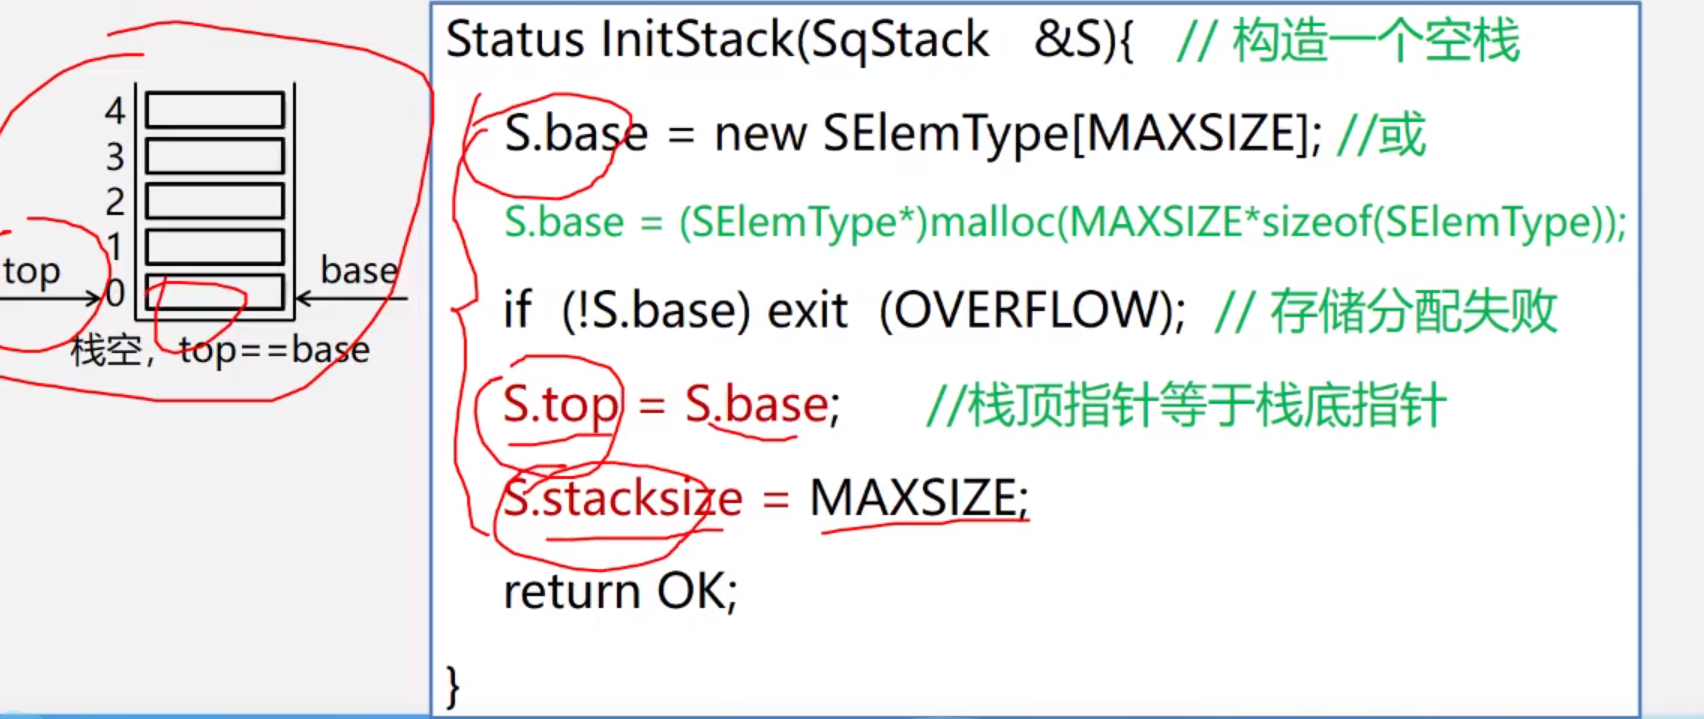 4
3
2
1
0
top
base
栈空，top==base
Status InitStack(SqStack &S){ // 构造一个空栈
S.base = new SElemType[MAXSIZE]; //或
S.base = (SElemType*)malloc(MAXSIZE*sizeof(SElemType));
if (!S.base) exit (OVERFLOW); // 存储分配失败
S.top = S.base; //栈顶指针等于栈底指针
S.stacksize = MAXSIZE;
return OK;
}